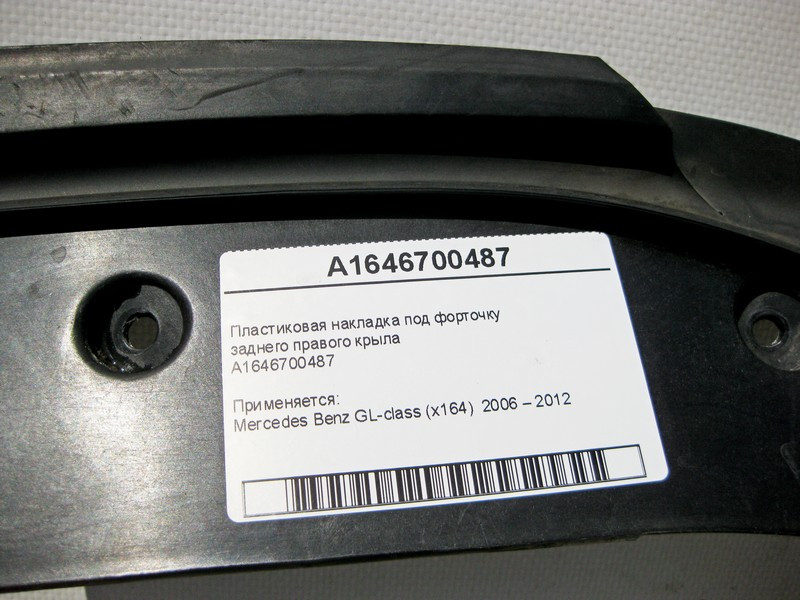 A1646700487
Пластиковая накладка под форточку
заднего правого крыла
A1646700487
Применяется:
Mercedes Benz GL-class (x164) 2006 – 2012